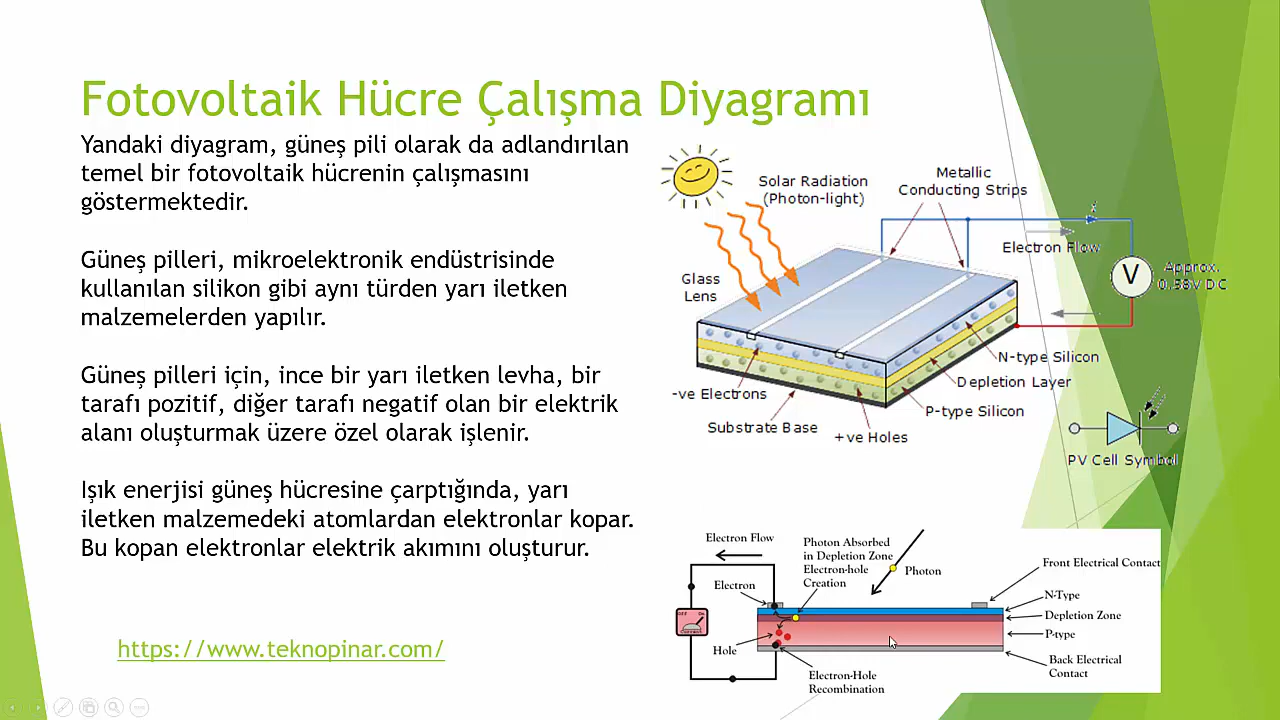 Fotovoltaik Hücre Çalışma Diyagramı
Yandaki diyagram, güneş pili olarak da adlandırılan
temel bir fotovoltaik hücrenin çalışmasını
göstermektedir.
Güneş pilleri, mikroelektronik endüstrisinde
kullanılan silikon gibi aynı türden yarı iletken
malzemelerden yapılır.
Güneş pilleri için, ince bir yarı iletken levha, bir
tarafı pozitif, diğer tarafı negatif olan bir elektrik
alanı oluşturmak üzere özel olarak işlenir.
Işık enerjisi güneş hücresine çarptığında, yarı
iletken malzemedeki atomlardan elektronlar kopar.
Bu kopan elektronlar elektrik akımını oluşturur.
https://www.teknopinar.com/
Solar Radiation
(Photon-light)
Metallic
Conducting Strips
Electron Flow
Glass
Lens
V
Approx.
0.58V DC
N-type Silicon
Depletion Layer
P-type Silicon
-ve Electrons
Substrate Base
+ve Holes
PV Cell Symbol
Electron Flow
Photon Absorbed
in Depletion Zone
Electron-hole
Creation
Photon
Front Electrical Contact
Electron
N-Type
Depletion Zone
P-type
Hole
Back Electrical
Contact
Electron-Hole
Recombination